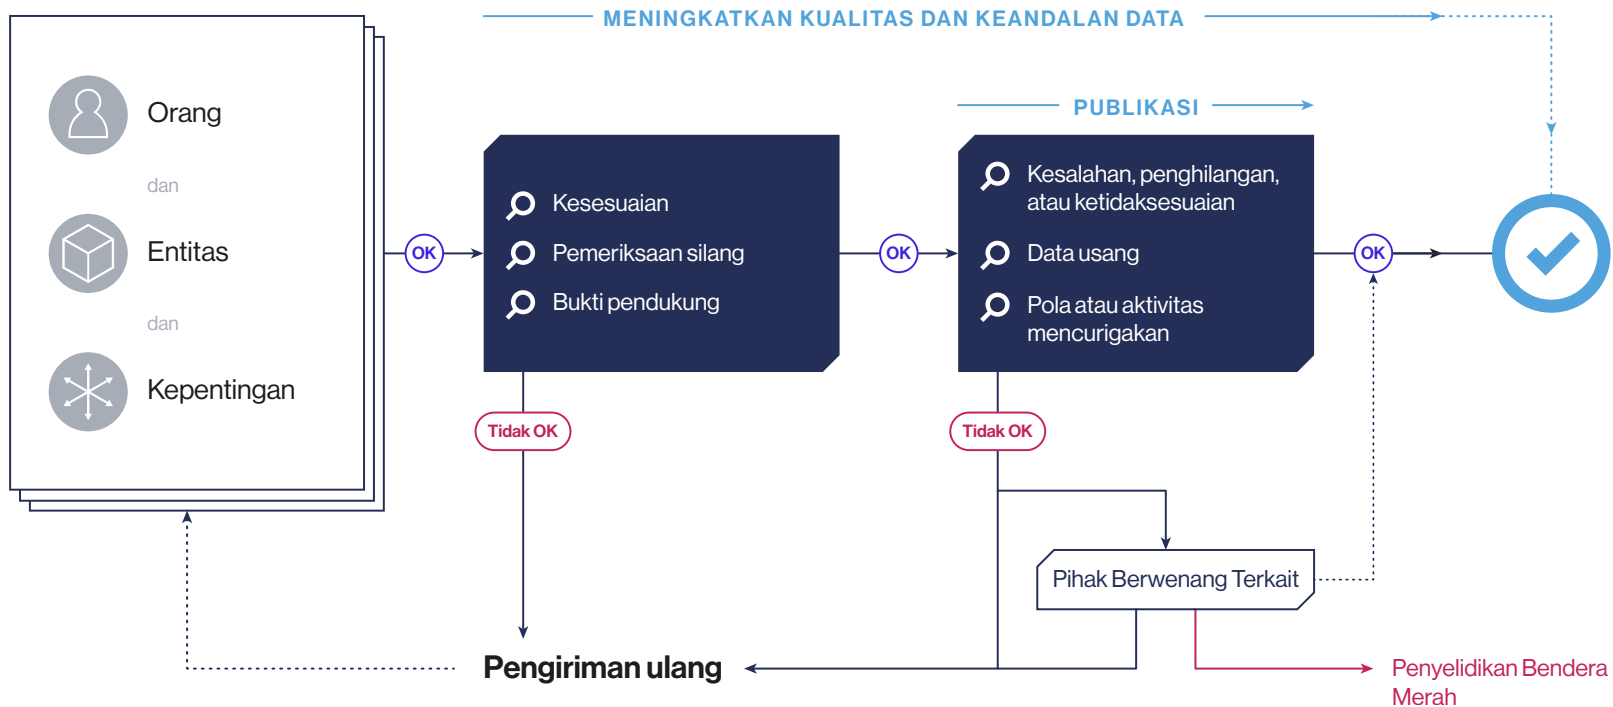 MENINGKATKAN KUALITAS DAN KEANDALAN DATA
Orang
dan
Entitas
dan
Kepentingan
OK
Kesesuaian
Pemeriksaan silang
Bukti pendukung
OK
PUBLIKASI
Kesalahan, penghilangan,
atau ketidaksesuaian
Data usang
Pola atau aktivitas
mencurigakan
OK
Tidak OK
Tidak OK
Pihak Berwenang Terkait
Pengiriman ulang
Penyelidikan Bendera
Merah